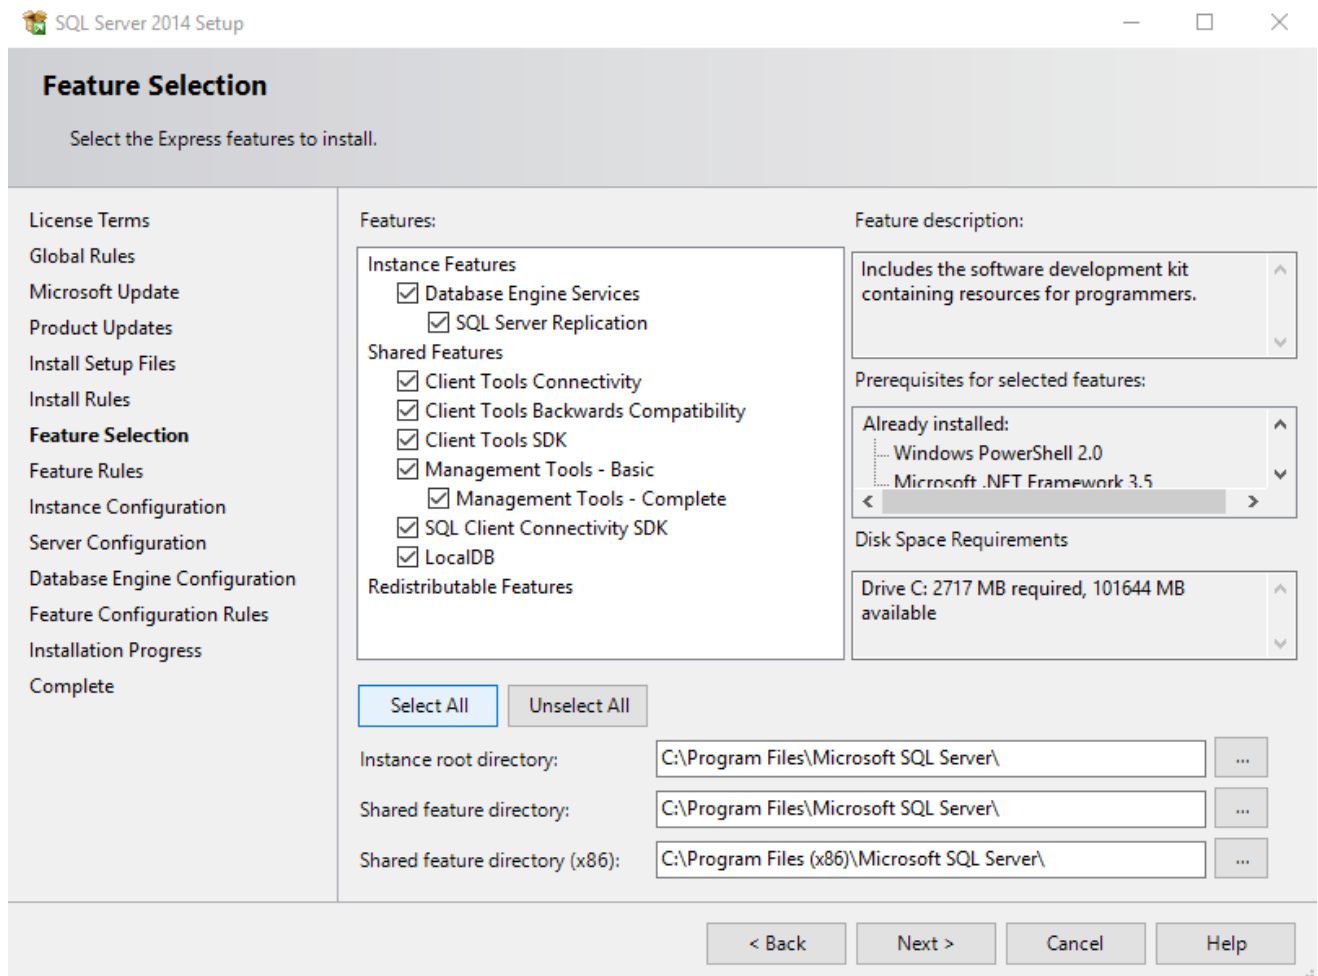 SQL Server 2014 Setup
Feature Selection
Select the Express features to install.
License Terms
Global Rules
Microsoft Update
Product Updates
Install Setup Files
Install Rules
Feature Selection
Feature Rules
Instance Configuration
Server Configuration
Database Engine Configuration
Feature Configuration Rules
Installation Progress
Complete
Features:
Instance Features
Database Engine Services
SQL Server Replication
Shared Features
Client Tools Connectivity
Client Tools Backwards Compatibility
Client Tools SDK
Management Tools - Basic
Management Tools - Complete
SQL Client Connectivity SDK
LocalDB
Redistributable Features
Feature description:
Includes the software development kit
containing resources for programmers.
Prerequisites for selected features:
Already installed:
Windows PowerShell 2.0
Microsoft .NET Framework 3.5
Disk Space Requirements
Drive C: 2717 MB required, 101644 MB
available
Select All
Unselect All
Instance root directory:
C:\Program Files\Microsoft SQL Server\
...
Shared feature directory:
C:\Program Files\Microsoft SQL Server\
...
Shared feature directory (x86):
C:\Program Files (x86)\Microsoft SQL Server\
...
< Back
Next >
Cancel
Help